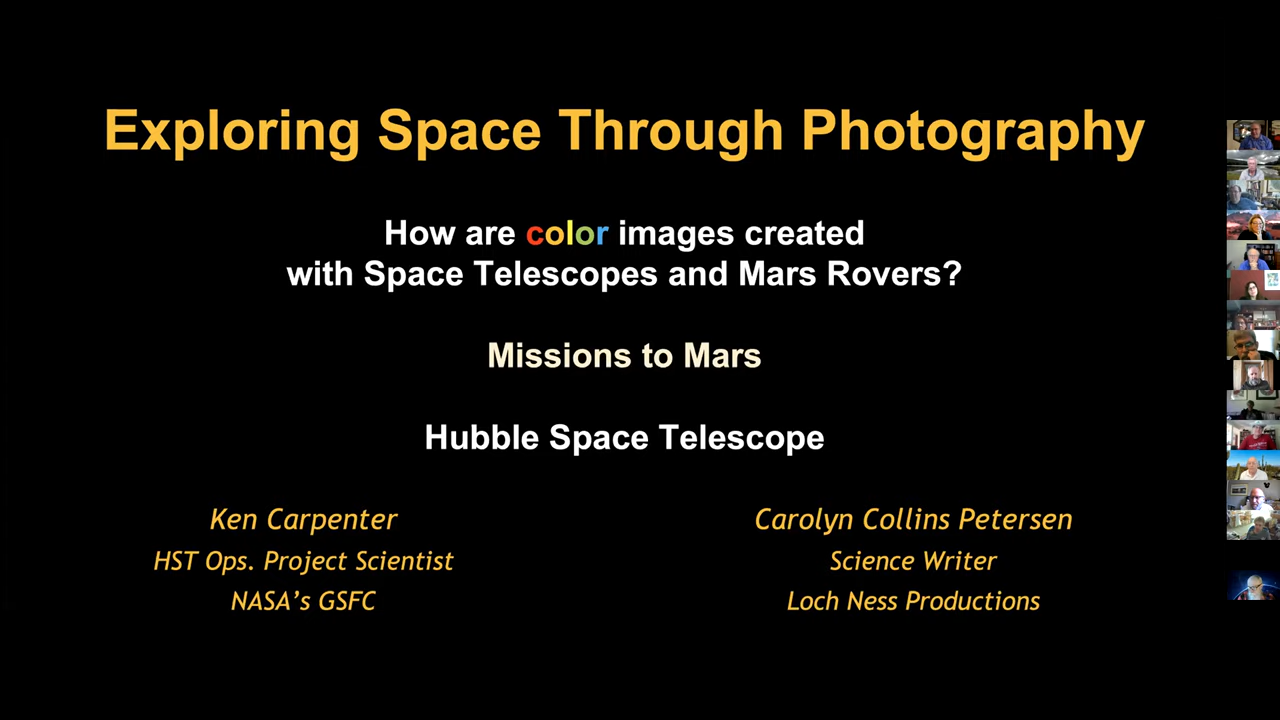 Exploring Space Through Photography
How are color images created
with Space Telescopes and Mars Rovers?
Missions to Mars
Hubble Space Telescope
Ken Carpenter
HST Ops. Project Scientist
NASA's GSFC
Carolyn Collins Petersen
Science Writer
Loch Ness Productions